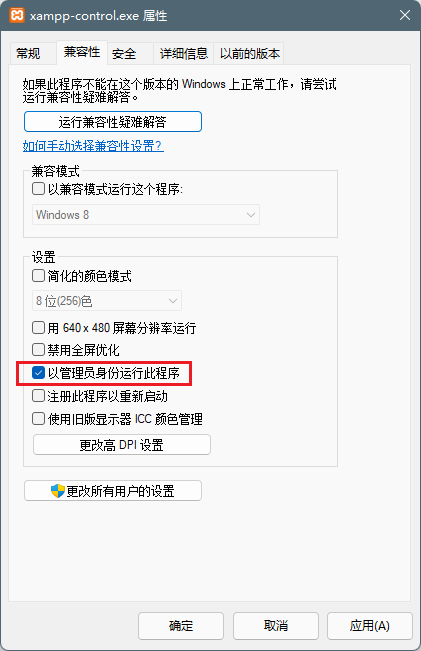 xampp-control.exe 属性
常规 兼容性 安全 详细信息 以前的版本
如果此程序不能在这个版本的 Windows 上正常工作，请尝试
运行兼容性疑难解答。
运行兼容性疑难解答
如何手动选择兼容性设置?
兼容模式
以兼容模式运行这个程序:
Windows 8
设置
简化的颜色模式
8 位(256)色
用 640 x 480 屏幕分辨率运行
禁用全屏优化
以管理员身份运行此程序
注册此程序以重新启动
使用旧版显示器 ICC 颜色管理
更改高 DPI 设置
更改所有用户的设置
确定 取消 应用(A)